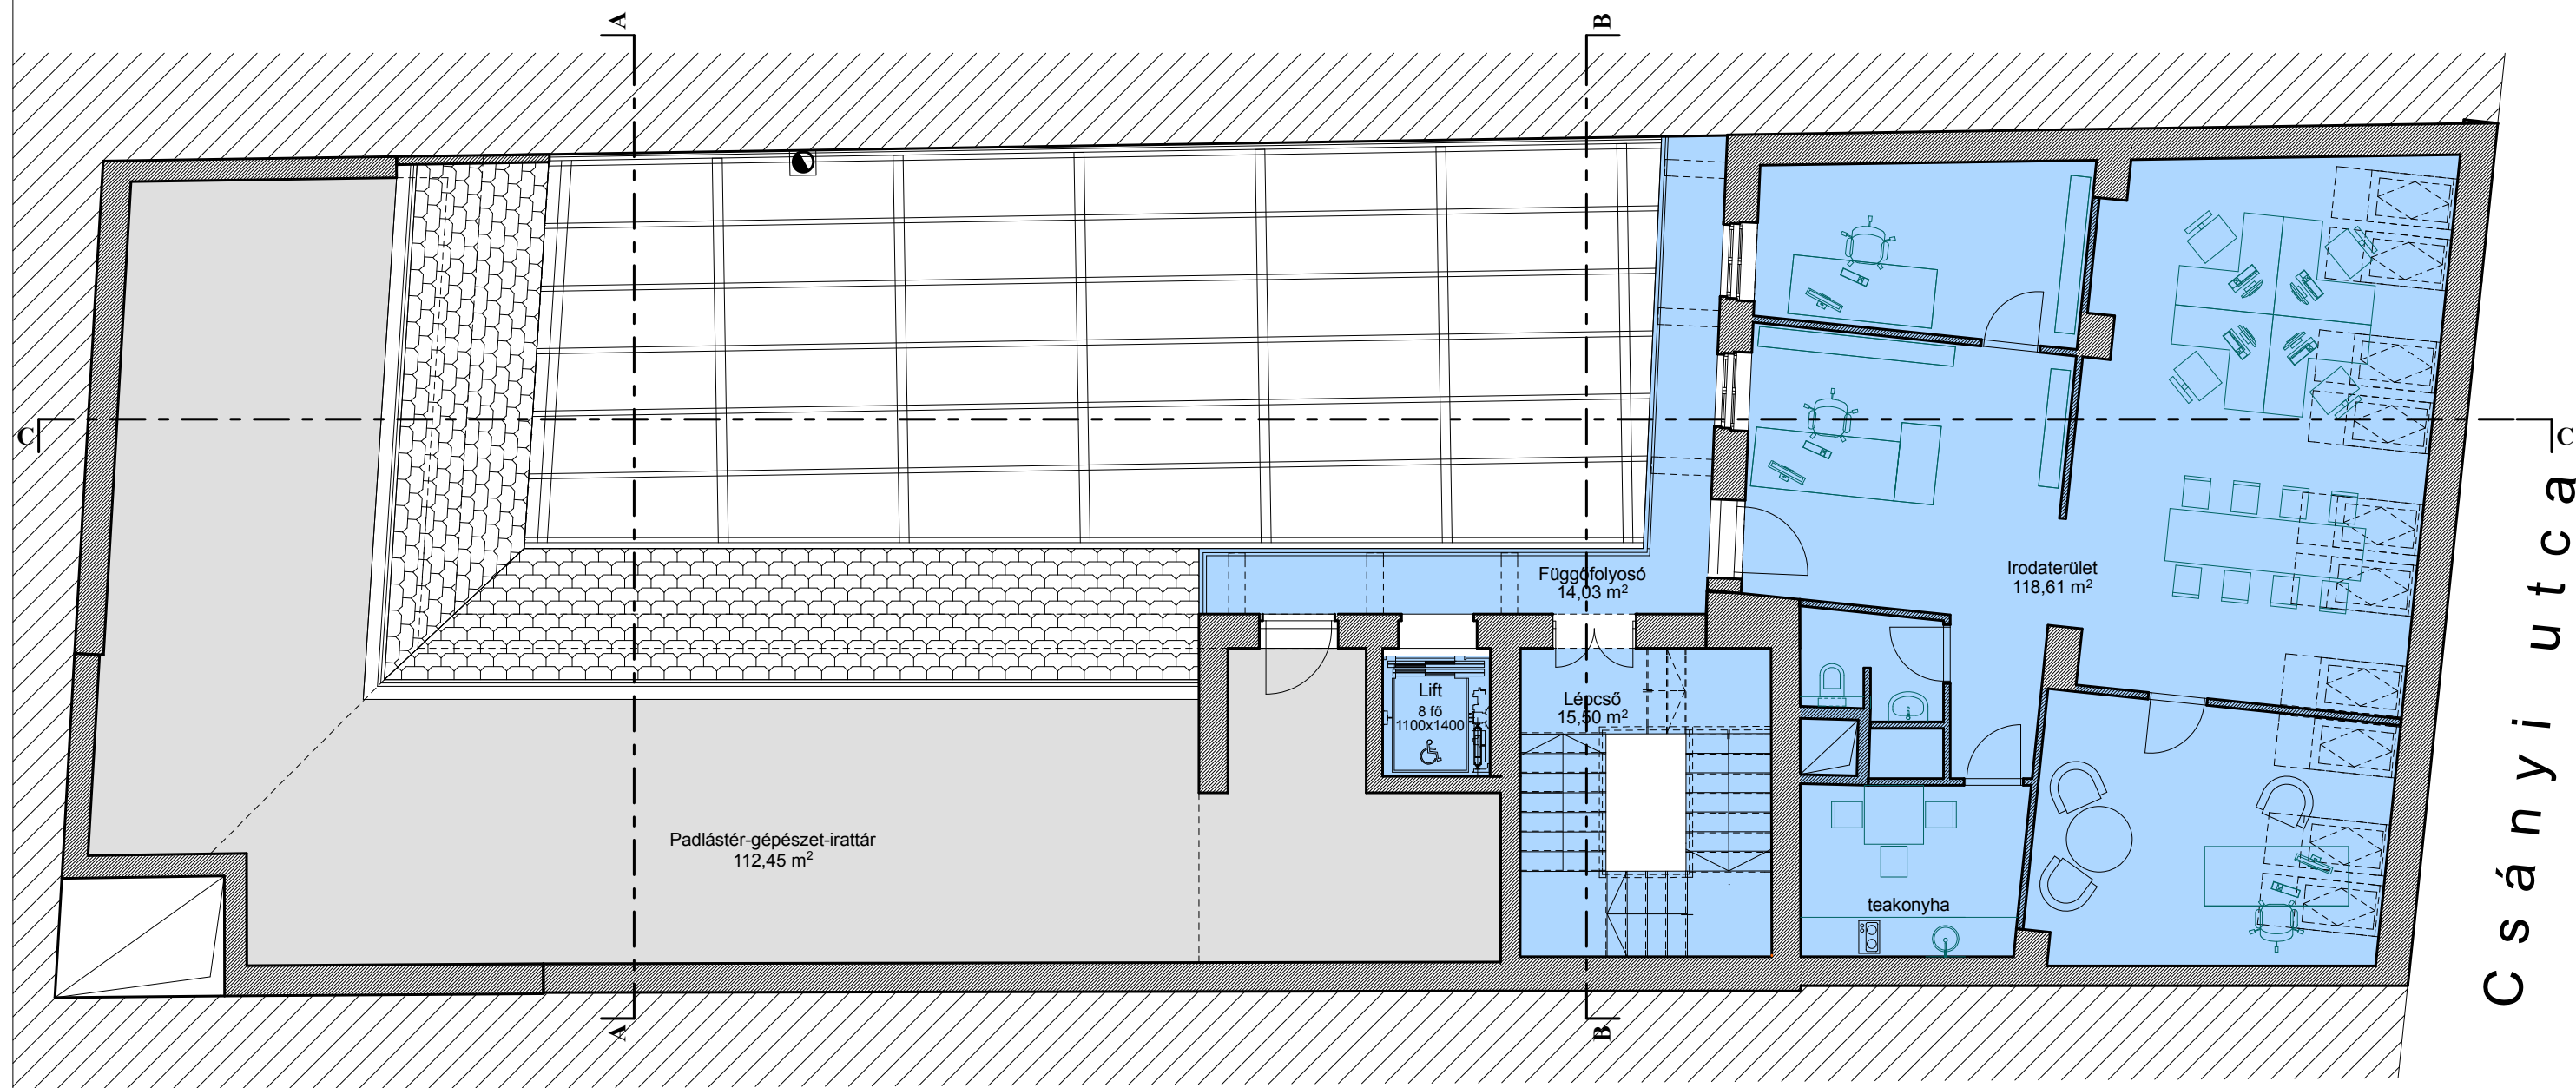 A
B
C
C
Függőfolyosó
14,03 m²
Irodaterület
118,61 m²
Lift
8 fő
1100x1400
Lépcső
15,50 m²
Padlástér-gépészet-irattár
112,45 m²
teakonyha
Csányi utca
A
B